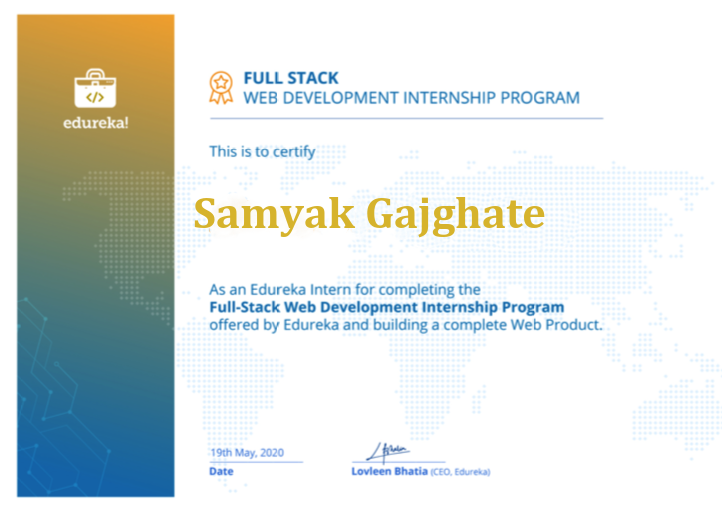 FULL STACK
WEB DEVELOPMENT INTERNSHIP PROGRAM
</>
edureka!
This is to certify
Samyak Gajghate
As an Edureka Intern for completing the
Full-Stack Web Development Internship Program
offered by Edureka and building a complete Web Product.
19th May, 2020
Date
Lovleen Bhatia (CEO, Edureka)